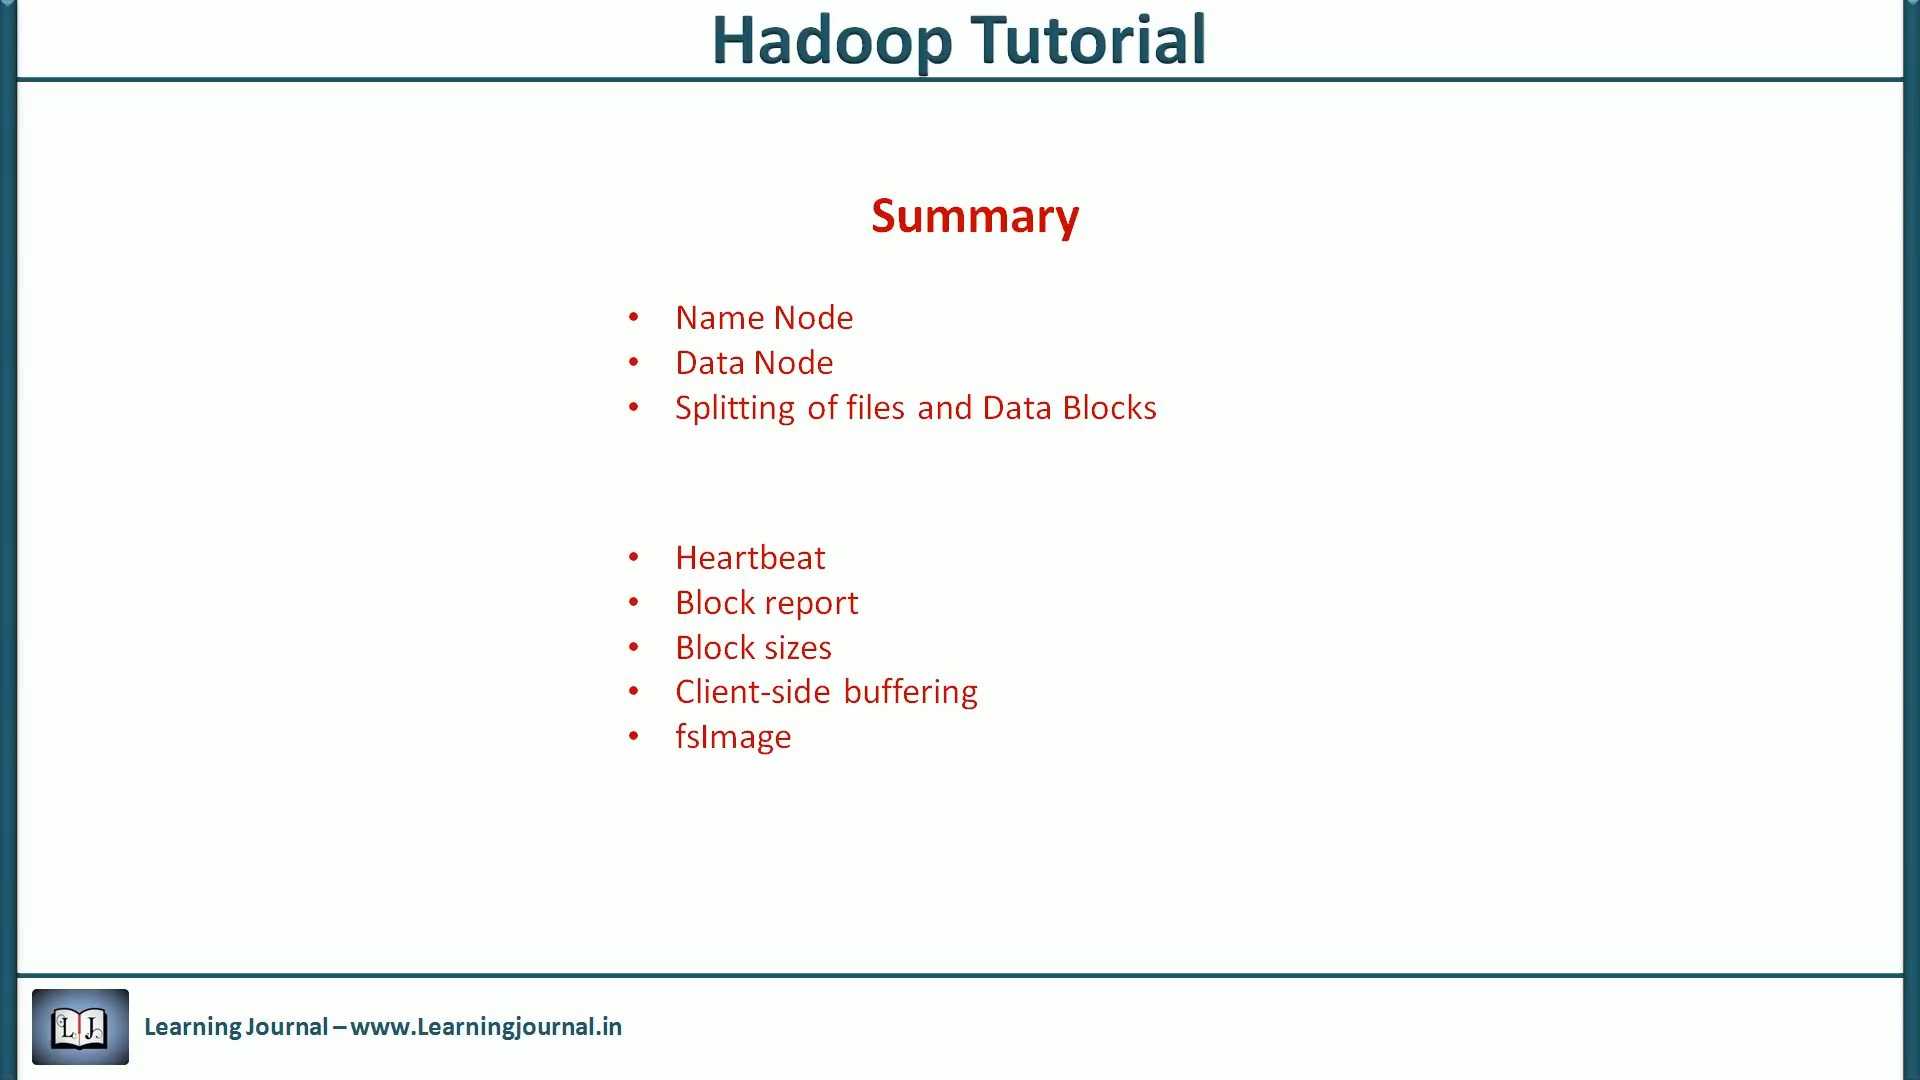 Hadoop Tutorial
Summary
• Name Node
• Data Node
• Splitting of files and Data Blocks
• Heartbeat
• Block report
• Block sizes
• Client-side buffering
• fsImage
LJ
Learning Journal – www.Learningjournal.in